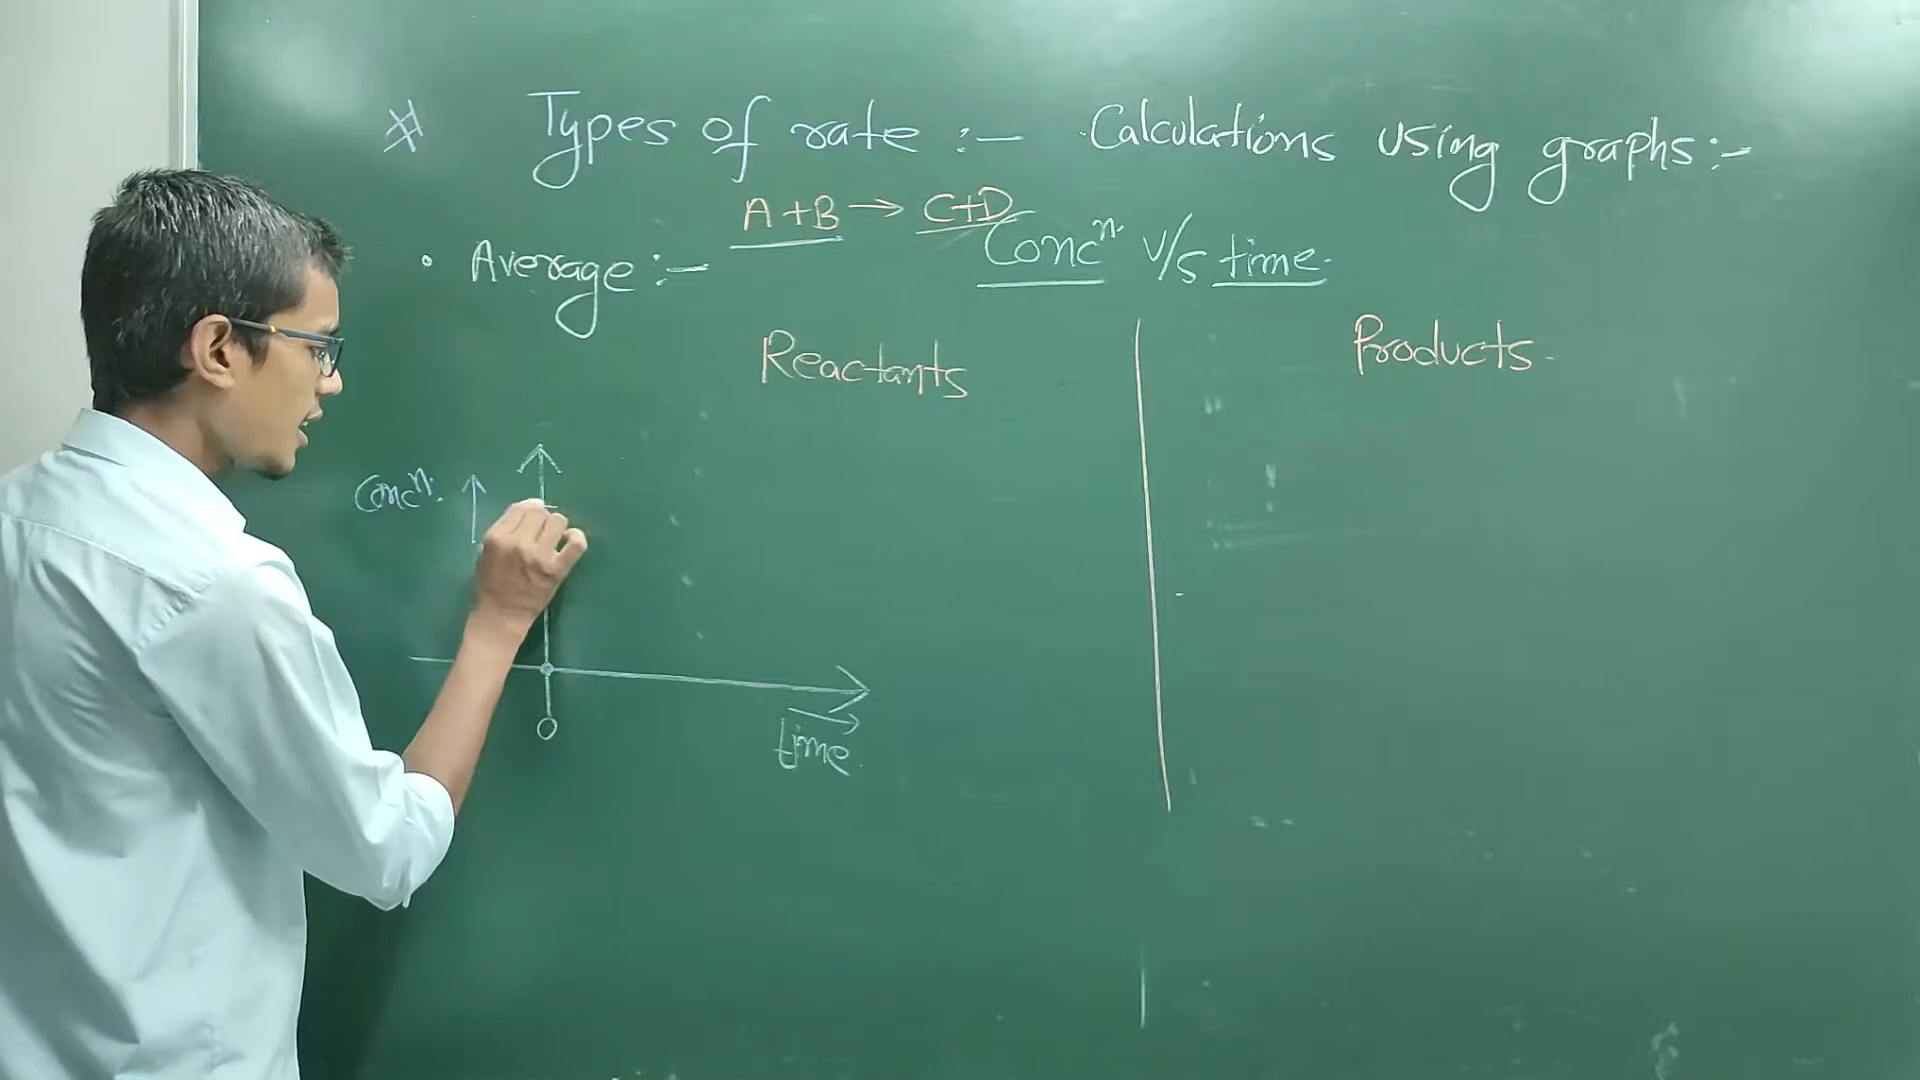 * Types of rate :- Calculations using graphs:-
A+B → C+D
• Average:- Concⁿ. v/s time.
Reactants
Products.
Concⁿ. ↑
O
time.